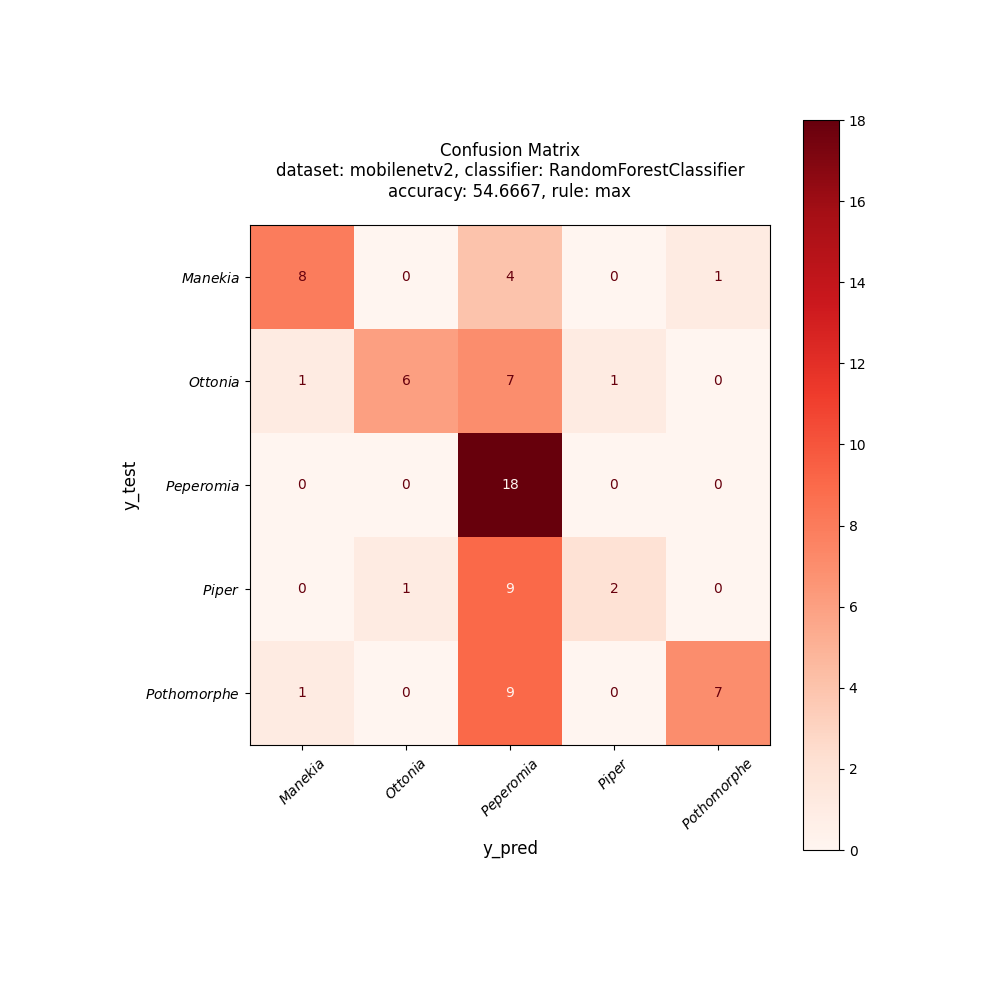 Confusion Matrix
dataset: mobilenetv2, classifier: RandomForestClassifier
accuracy: 54.6667, rule: max
Manekia 8 0 4 0 1
Ottonia 1 6 7 1 0
Peperomia 0 0 18 0 0
Piper 0 1 9 2 0
Pothomorphe 1 0 9 0 7
y_test
Manekia Ottonia Peperomia Piper Pothomorphe
y_pred
18
16
14
12
10
8
6
4
2
0